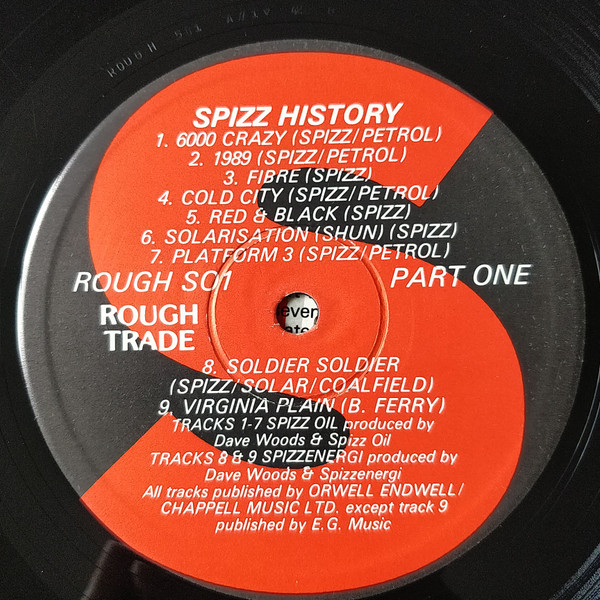 SPIZZ HISTORY
1. 6000 CRAZY (SPIZZ/PETROL)
2. 1989 (SPIZZ/PETROL)
3. FIBRE (SPIZZ)
4. COLD CITY (SPIZZ/PETROL)
5. RED & BLACK (SPIZZ)
6. SOLARISATION (SHUN) (SPIZZ)
7. PLATFORM 3 (SPIZZ/PETROL)
ROUGH SO1 PART ONE
ROUGH
TRADE
ever,
8. SOLDIER SOLDIER
(SPIZZ/SOLAR/COALFIELD)
9. VIRGINIA PLAIN (B. FERRY)
TRACKS 1-7 SPIZZ OIL produced by
Dave Woods & Spizz Oil
TRACKS 8 & 9 SPIZZENERGI produced by
Dave Woods & Spizzenergi
All tracks published by ORWELL ENDWELL/
CHAPPELL MUSIC LTD. except track 9
published by E.G. Music